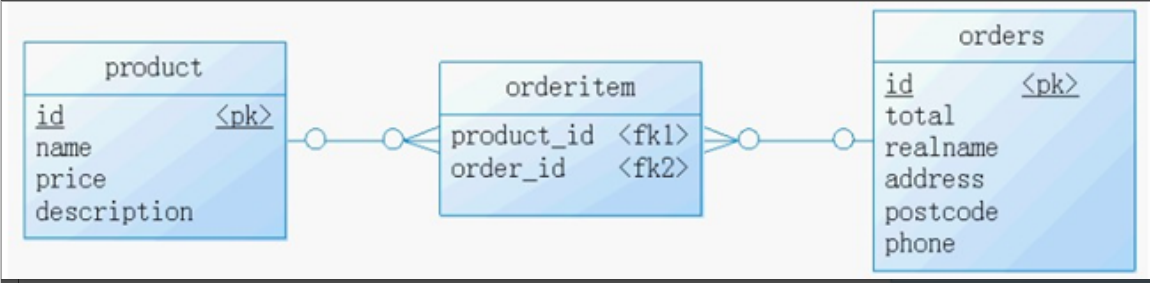 product
id <pk>
name
price
description
orderitem
product_id <fk1>
order_id <fk2>
orders
id <pk>
total
realname
address
postcode
phone